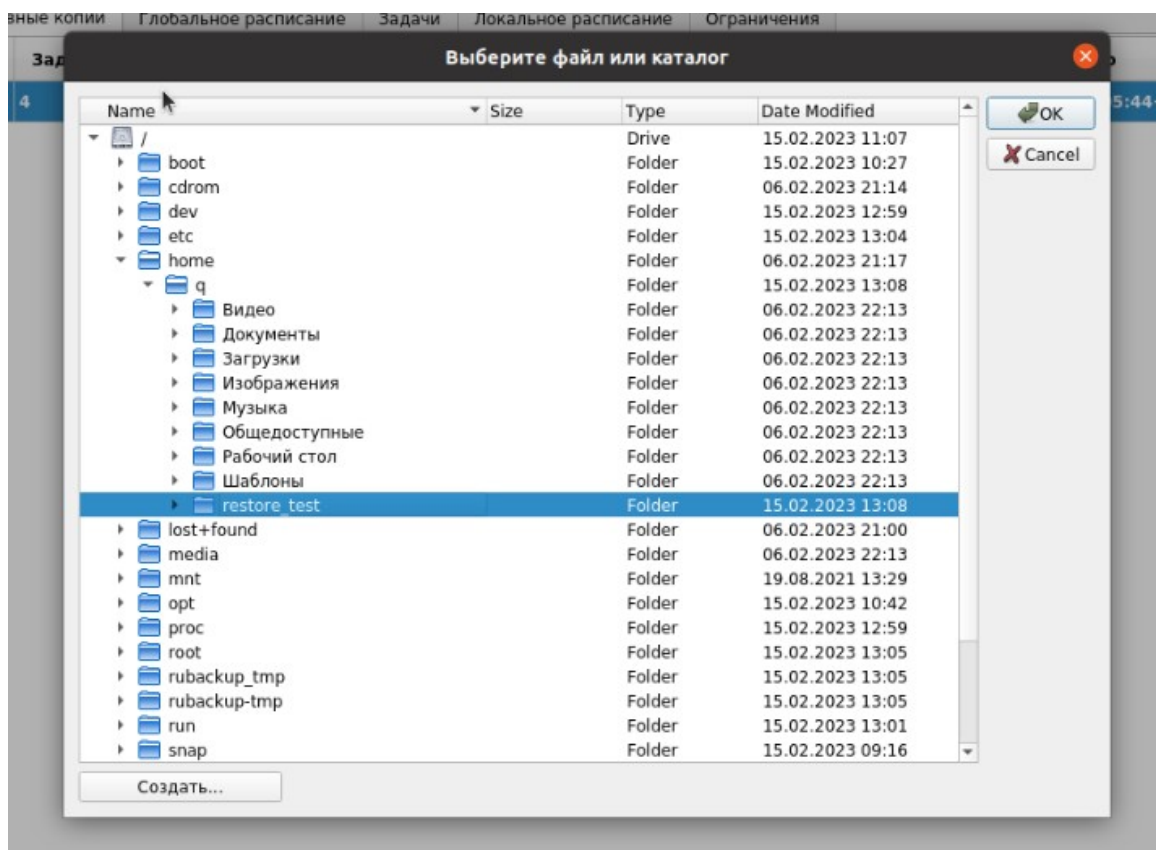 зные копии Глобальное расписание Задачи Локальное расписание Ограничения
Зад
Выберите файл или каталог
4
5:44
Name Size Type Date Modified
OK
Cancel
/ Drive 15.02.2023 11:07
boot Folder 15.02.2023 10:27
cdrom Folder 06.02.2023 21:14
dev Folder 15.02.2023 12:59
etc Folder 15.02.2023 13:04
home Folder 06.02.2023 21:17
q Folder 15.02.2023 13:08
Видео Folder 06.02.2023 22:13
Документы Folder 06.02.2023 22:13
Загрузки Folder 06.02.2023 22:13
Изображения Folder 06.02.2023 22:13
Музыка Folder 06.02.2023 22:13
Общедоступные Folder 06.02.2023 22:13
Рабочий стол Folder 06.02.2023 22:13
Шаблоны Folder 06.02.2023 22:13
restore_test Folder 15.02.2023 13:08
lost+found Folder 06.02.2023 21:00
media Folder 06.02.2023 22:13
mnt Folder 19.08.2021 13:29
opt Folder 15.02.2023 10:42
proc Folder 15.02.2023 12:59
root Folder 15.02.2023 13:05
rubackup_tmp Folder 15.02.2023 13:05
rubackup-tmp Folder 15.02.2023 13:05
run Folder 15.02.2023 13:01
snap Folder 15.02.2023 09:16
Создать...